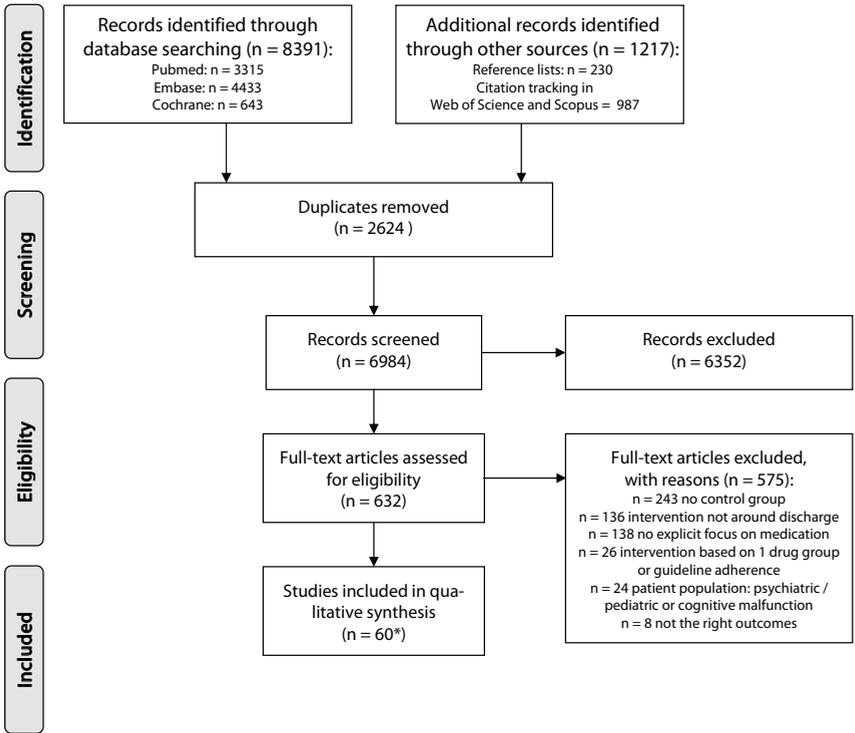 Identification
Records identified through
database searching (n = 8391):
Pubmed: n = 3315
Embase: n = 4433
Cochrane: n = 643
Additional records identified
through other sources (n = 1217):
Reference lists: n = 230
Citation tracking in
Web of Science and Scopus = 987
Duplicates removed
(n = 2624 )
Screening
Records screened
(n = 6984)
Records excluded
(n = 6352)
Eligibility
Full-text articles assessed
for eligibility
(n = 632)
Full-text articles excluded,
with reasons (n = 575):
n = 243 no control group
n = 136 intervention not around discharge
n = 138 no explicit focus on medication
n = 26 intervention based on 1 drug group
or guideline adherence
n = 24 patient population: psychiatric /
pediatric or cognitive malfunction
n = 8 not the right outcomes
Included
Studies included in qua-
litative synthesis
(n = 60*)